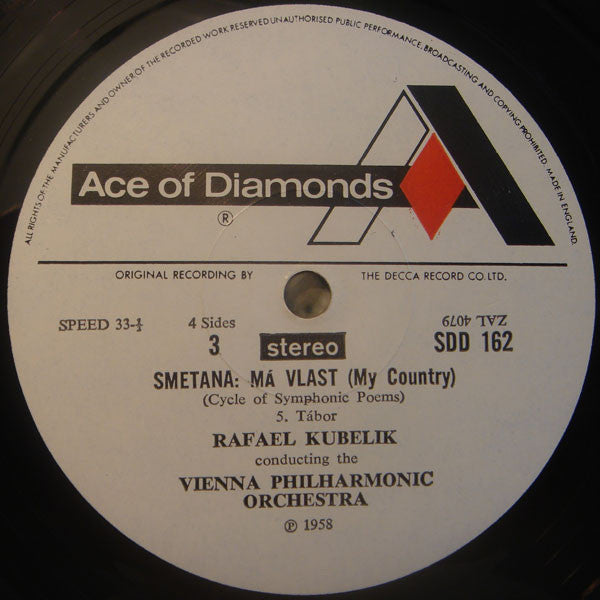 ALL RIGHTS OF THE MANUFACTURERS AND OWNER OF THE RECORDED WORK RESERVED UNAUTHORISED PUBLIC PERFORMANCE, BROADCASTING AND COPYING PROHIBITED. MADE IN ENGLAND.
Ace of Diamonds
®
ORIGINAL RECORDING BY THE DECCA RECORD CO LTD.
SPEED 33-⅓ 4 Sides ZAL 4079
3 stereo SDD 162
SMETANA: MÁ VLAST (My Country)
(Cycle of Symphonic Poems)
5. Tábor
RAFAEL KUBELIK
conducting the
VIENNA PHILHARMONIC
ORCHESTRA
℗ 1958